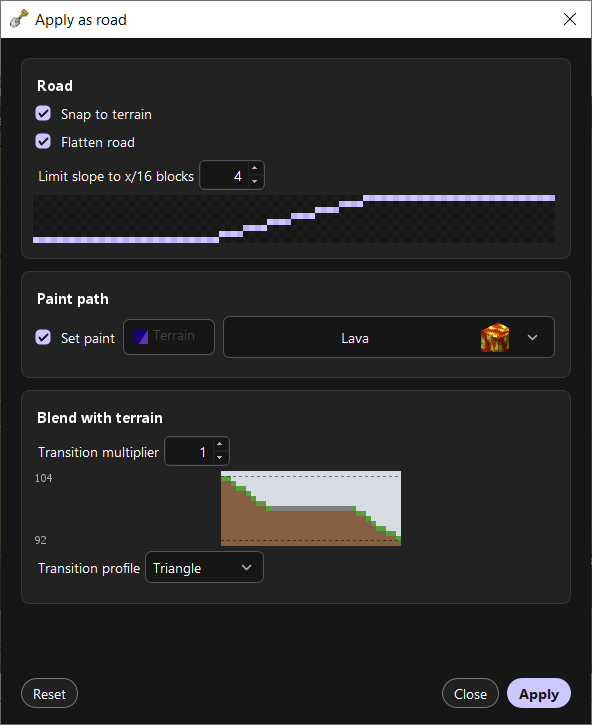 Apply as road
Road
Snap to terrain
Flatten road
Limit slope to x/16 blocks 4
Paint path
Set paint Terrain Lava
Blend with terrain
Transition multiplier 1
104
92
Transition profile Triangle
Reset Close Apply